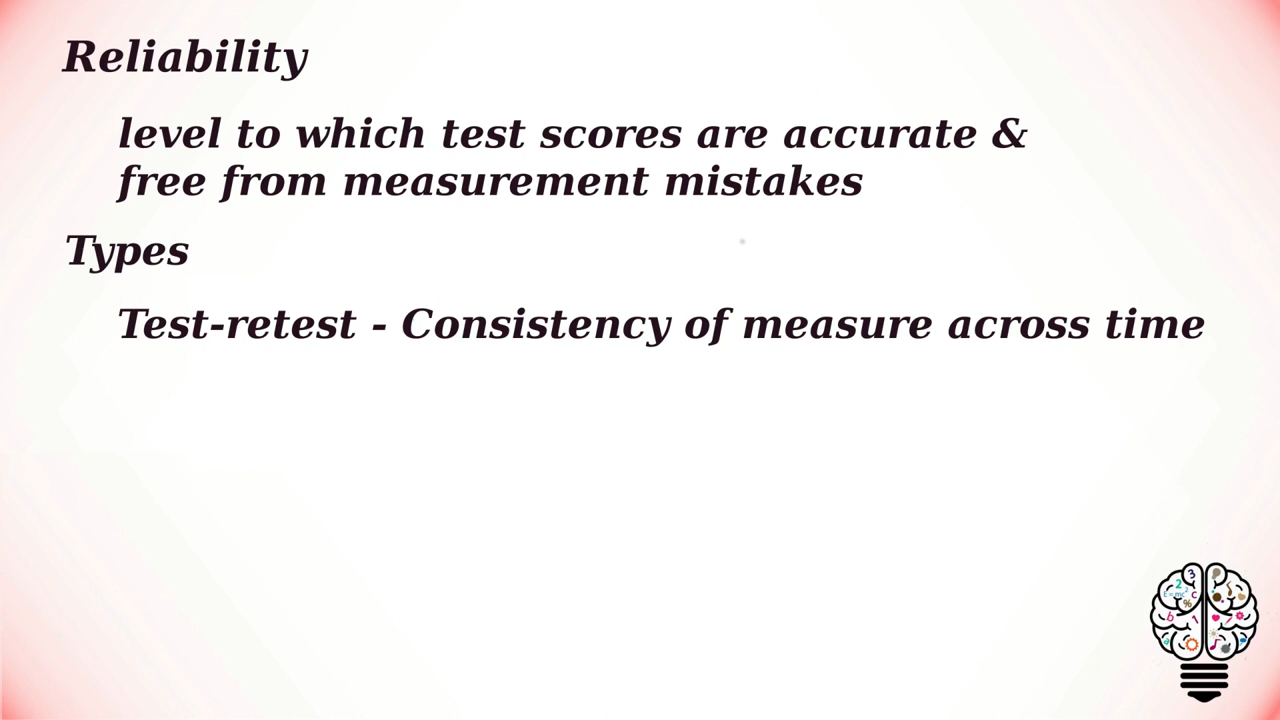 Reliability
level to which test scores are accurate &
free from measurement mistakes
Types
Test-retest - Consistency of measure across time